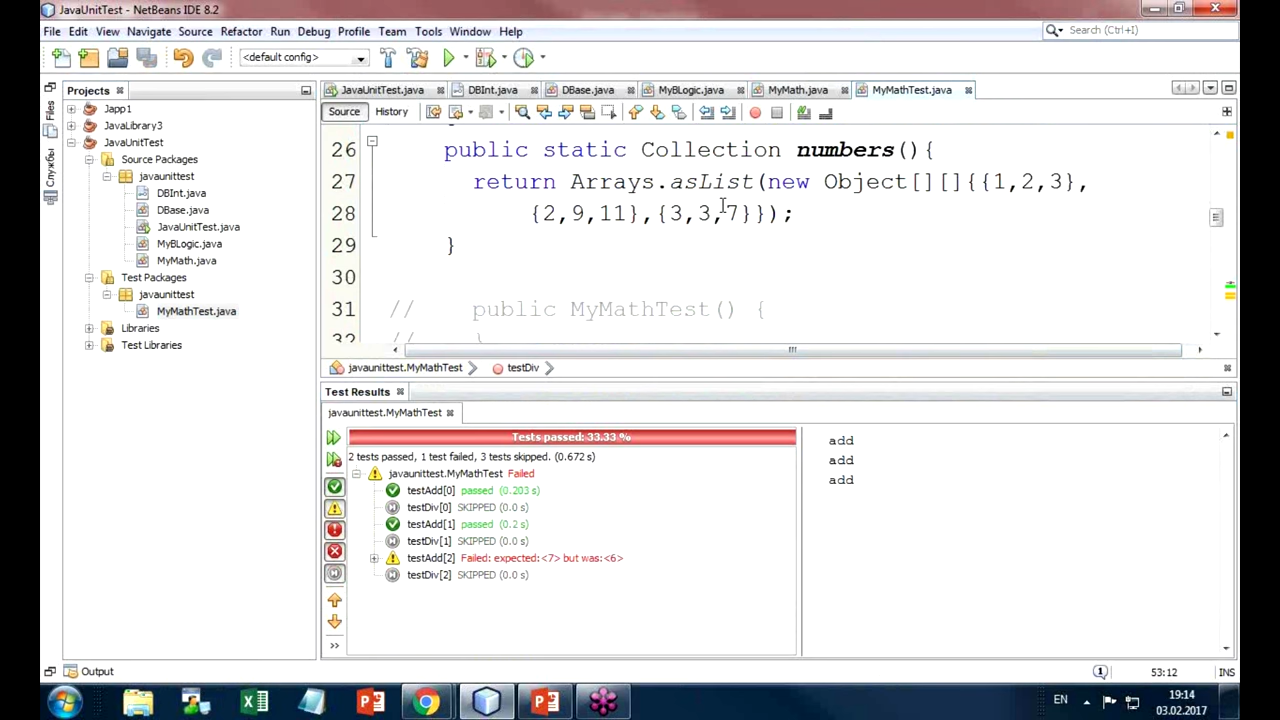 JavaUnitTest - NetBeans IDE 8.2
File Edit View Navigate Source Refactor Run Debug Profile Team Tools Window Help
Search (Ctrl+I)
<default config>
Projects
JavaUnitTest.java DBInt.java DBase.java MyBLogic.java MyMath.java MyMathTest.java
Files
Службы
Japp1
JavaLibrary3
JavaUnitTest
Source Packages
javaunittest
DBInt.java
DBase.java
JavaUnitTest.java
MyBLogic.java
MyMath.java
Test Packages
javaunittest
MyMathTest.java
Libraries
Test Libraries
Source History
26 public static Collection numbers(){
27 return Arrays.asList(new Object[][]{{1,2,3},
28 {2,9,11},{3,3,7}});
29 }
30
31 // public MyMathTest() {
32 // }
javaunittest.MyMathTest testDiv
Test Results
javaunittest.MyMathTest
Tests passed: 33.33 %
2 tests passed, 1 test failed, 3 tests skipped. (0.672 s)
javaunittest.MyMathTest Failed
testAdd[0] passed (0.203 s)
testDiv[0] SKIPPED (0.0 s)
testAdd[1] passed (0.2 s)
testDiv[1] SKIPPED (0.0 s)
testAdd[2] Failed: expected:<7> but was:<6>
testDiv[2] SKIPPED (0.0 s)
>>
add
add
add
Output
1 53:12 INS
EN
19:14
03.02.2017